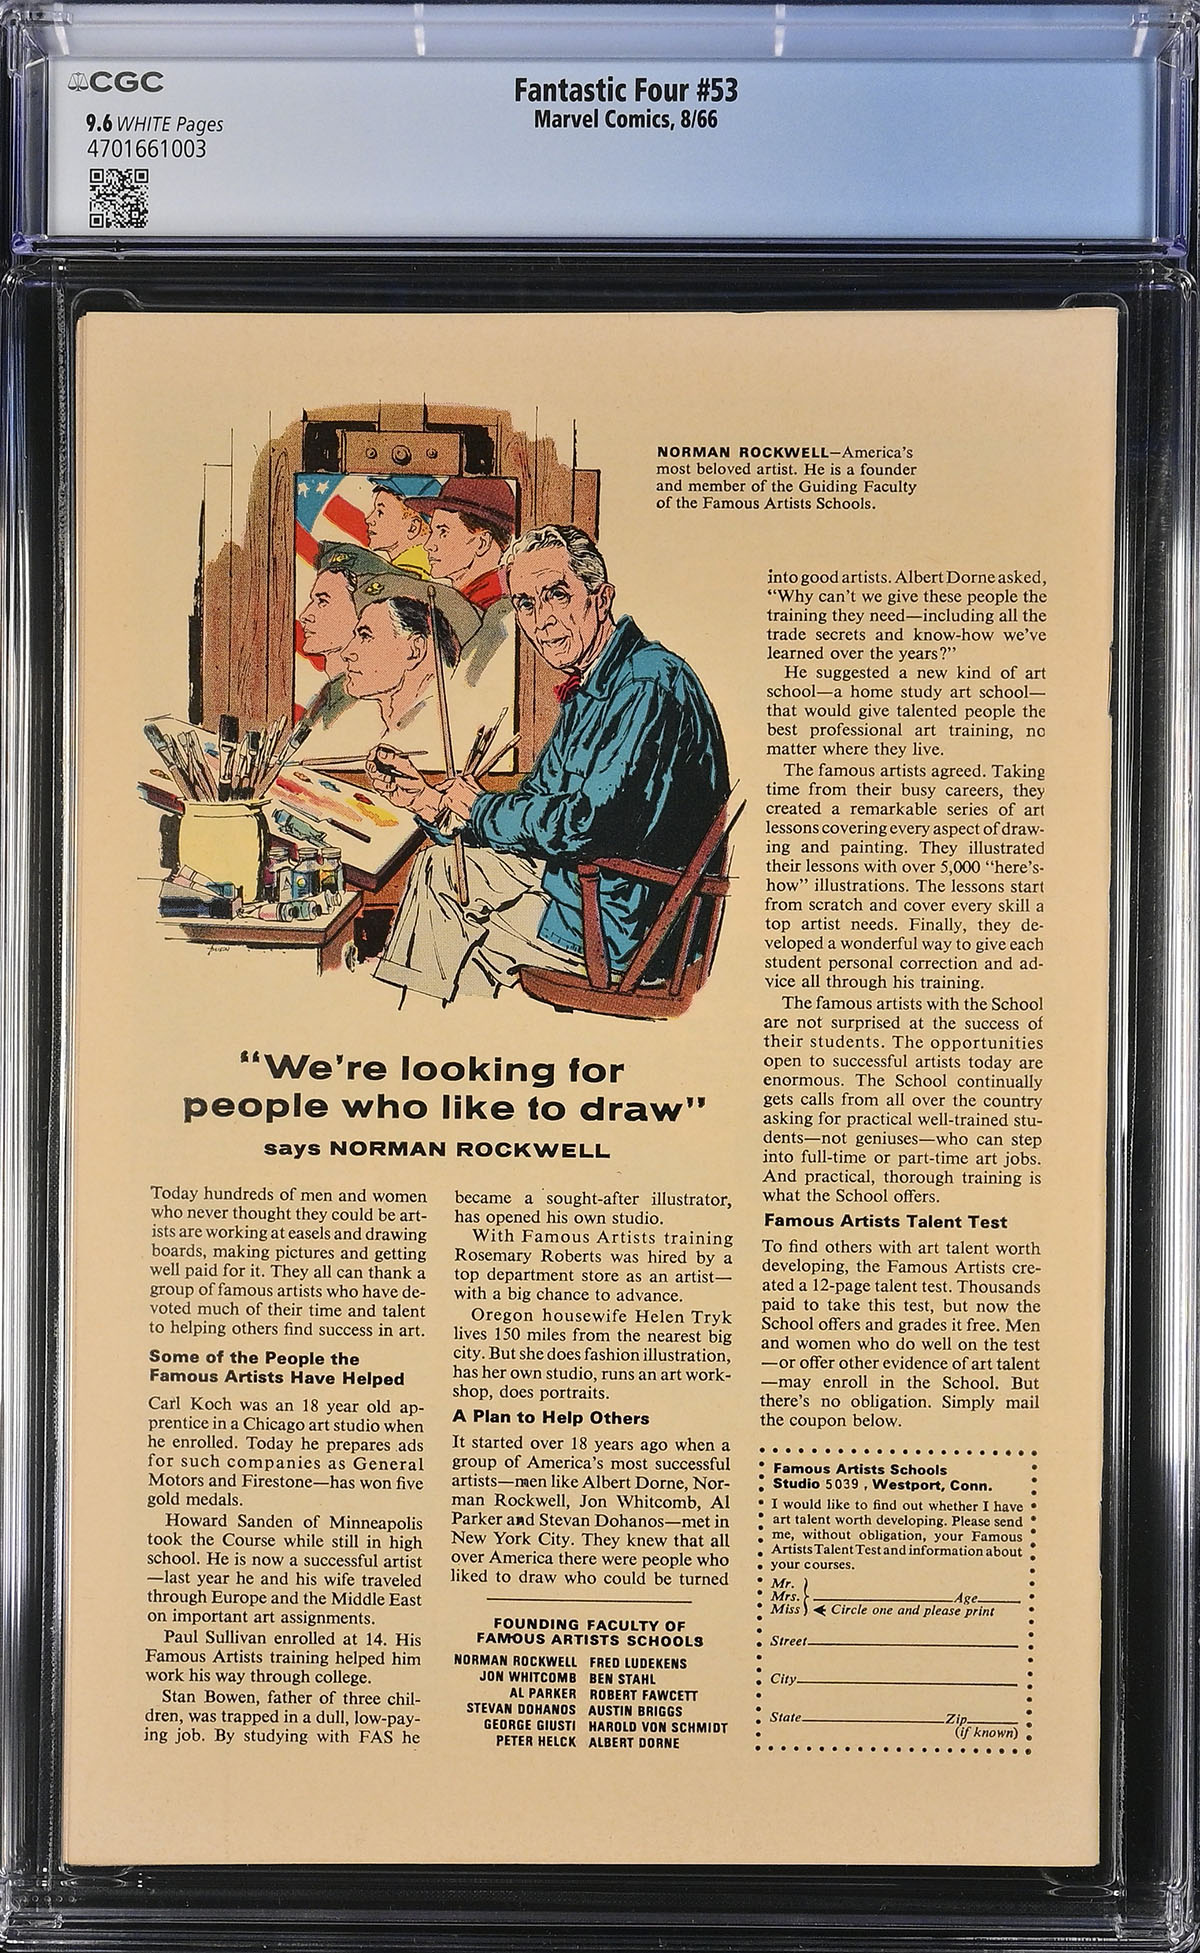 CGC
Fantastic Four #53
Marvel Comics, 8/66
9.6 WHITE Pages
4701661003
NORMAN ROCKWELL—America's
most beloved artist. He is a founder
and member of the Guiding Faculty
of the Famous Artists Schools.
"We're looking for
people who like to draw"
says NORMAN ROCKWELL
Today hundreds of men and women
who never thought they could be art-
ists are working at easels and drawing
boards, making pictures and getting
well paid for it. They all can thank a
group of famous artists who have de-
voted much of their time and talent
to helping others find success in art.
Some of the People the
Famous Artists Have Helped
Carl Koch was an 18 year old ap-
prentice in a Chicago art studio when
he enrolled. Today he prepares ads
for such companies as General
Motors and Firestone—has won five
gold medals.
Howard Sanden of Minneapolis
took the Course while still in high
school. He is now a successful artist
—last year he and his wife traveled
through Europe and the Middle East
on important art assignments.
Paul Sullivan enrolled at 14. His
Famous Artists training helped him
work his way through college.
Stan Bowen, father of three chil-
dren, was trapped in a dull, low-pay-
ing job. By studying with FAS he
became a sought-after illustrator,
has opened his own studio.
With Famous Artists training
Rosemary Roberts was hired by a
top department store as an artist—
with a big chance to advance.
Oregon housewife Helen Tryk
lives 150 miles from the nearest big
city. But she does fashion illustration,
has her own studio, runs an art work-
shop, does portraits.
A Plan to Help Others
It started over 18 years ago when a
group of America's most successful
artists—men like Albert Dorne, Nor-
man Rockwell, Jon Whitcomb, Al
Parker and Stevan Dohanos—met in
New York City. They knew that all
over America there were people who
liked to draw who could be turned
FOUNDING FACULTY OF
FAMOUS ARTISTS SCHOOLS
NORMAN ROCKWELL FRED LUDEKENS
JON WHITCOMB BEN STAHL
AL PARKER ROBERT FAWCETT
STEVAN DOHANOS AUSTIN BRIGGS
GEORGE GIUSTI HAROLD VON SCHMIDT
PETER HELCK ALBERT DORNE
into good artists. Albert Dorne asked,
"Why can't we give these people the
training they need—including all the
trade secrets and know-how we've
learned over the years?"
He suggested a new kind of art
school—a home study art school—
that would give talented people the
best professional art training, no
matter where they live.
The famous artists agreed. Taking
time from their busy careers, they
created a remarkable series of art
lessons covering every aspect of draw-
ing and painting. They illustrated
their lessons with over 5,000 "here's-
how" illustrations. The lessons start
from scratch and cover every skill a
top artist needs. Finally, they de-
veloped a wonderful way to give each
student personal correction and ad-
vice all through his training.
The famous artists with the School
are not surprised at the success of
their students. The opportunities
open to successful artists today are
enormous. The School continually
gets calls from all over the country
asking for practical well-trained stu-
dents—not geniuses—who can step
into full-time or part-time art jobs.
And practical, thorough training is
what the School offers.
Famous Artists Talent Test
To find others with art talent worth
developing, the Famous Artists cre-
ated a 12-page talent test. Thousands
paid to take this test, but now the
School offers and grades it free. Men
and women who do well on the test
—or offer other evidence of art talent
—may enroll in the School. But
there's no obligation. Simply mail
the coupon below.
Famous Artists Schools
Studio 5039, Westport, Conn.
I would like to find out whether I have
art talent worth developing. Please send
me, without obligation, your Famous
Artists Talent Test and information about
your courses.
Mr.
Mrs. Age
Miss Circle one and please print
Street
City
State Zip
(if known)